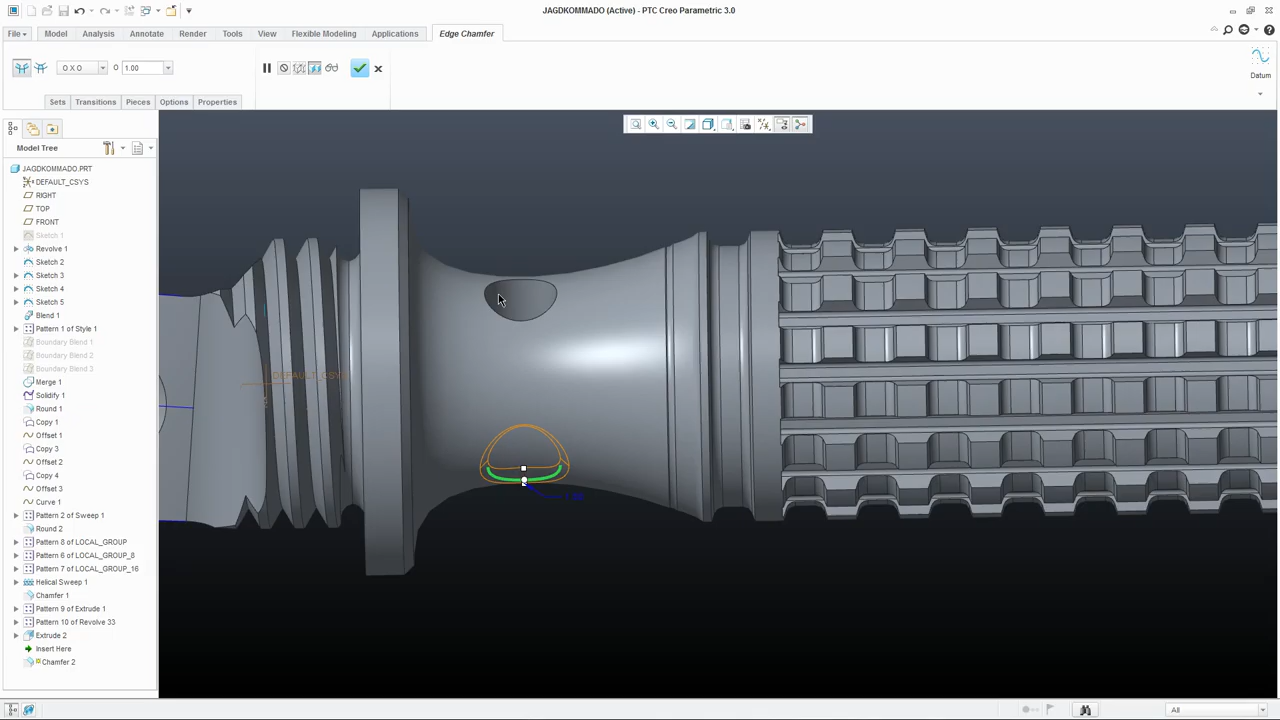 JAGDKOMMADO (Active) - PTC Creo Parametric 3.0
File Model Analysis Annotate Render Tools View Flexible Modeling Applications Edge Chamfer
O X O O 1.00
Datum
Sets Transitions Pieces Options Properties
Model Tree
JAGDKOMMADO.PRT
DEFAULT_CSYS
RIGHT
TOP
FRONT
Sketch 1
Revolve 1
Sketch 2
Sketch 3
Sketch 4
Sketch 5
Blend 1
Pattern 1 of Style 1
Boundary Blend 1
Boundary Blend 2
Boundary Blend 3
Merge 1
Solidify 1
Round 1
Copy 1
Offset 1
Copy 3
Offset 2
Copy 4
Offset 3
Curve 1
Pattern 2 of Sweep 1
Round 2
Pattern 8 of LOCAL_GROUP
Pattern 6 of LOCAL_GROUP_8
Pattern 7 of LOCAL_GROUP_16
Helical Sweep 1
Chamfer 1
Pattern 9 of Extrude 1
Pattern 10 of Revolve 33
Extrude 2
Insert Here
Chamfer 2
DEFAULT_CSYS
All